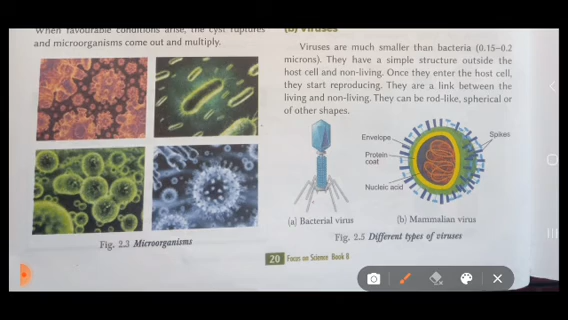 When favourable conditions arise, the cyst ruptures
and microorganisms come out and multiply.
Fig. 2.3 Microorganisms
(b) Viruses
Viruses are much smaller than bacteria (0.15–0.2
microns). They have a simple structure outside the
host cell and non-living. Once they enter the host cell,
they start reproducing. They are a link between the
living and non-living. They can be rod-like, spherical or
of other shapes.
Envelope
Protein
coat
Nucleic acid
Spikes
(a) Bacterial virus
(b) Mammalian virus
Fig. 2.5 Different types of viruses
20 Focus on Science Book 8